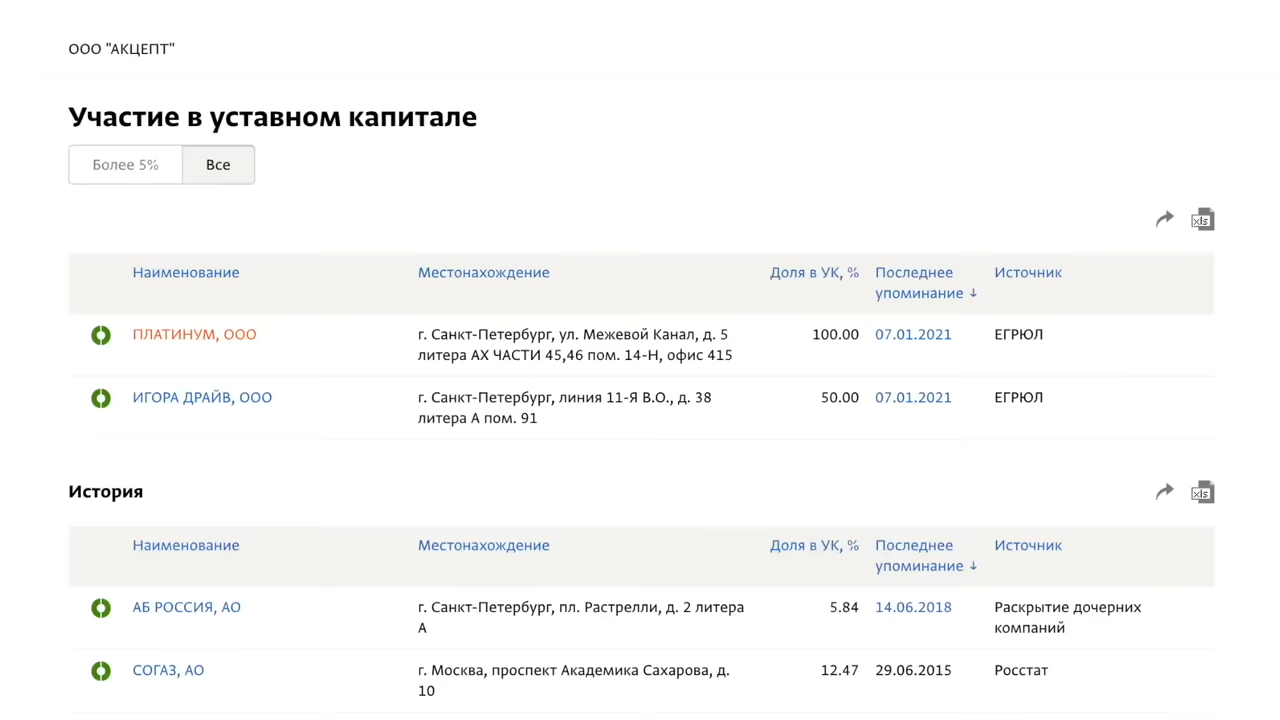 ООО "АКЦЕПТ"
Участие в уставном капитале
Более 5% Все
xls
Наименование Местонахождение Доля в УК, % Последнее упоминание ↓ Источник
ПЛАТИНУМ, ООО г. Санкт-Петербург, ул. Межевой Канал, д. 5 100.00 07.01.2021 ЕГРЮЛ
литера АХ ЧАСТИ 45,46 пом. 14-Н, офис 415
ИГОРА ДРАЙВ, ООО г. Санкт-Петербург, линия 11-Я В.О., д. 38 50.00 07.01.2021 ЕГРЮЛ
литера А пом. 91
История
xls
Наименование Местонахождение Доля в УК, % Последнее упоминание ↓ Источник
АБ РОССИЯ, АО г. Санкт-Петербург, пл. Растрелли, д. 2 литера 5.84 14.06.2018 Раскрытие дочерних
А компаний
СОГАЗ, АО г. Москва, проспект Академика Сахарова, д. 12.47 29.06.2015 Росстат
10